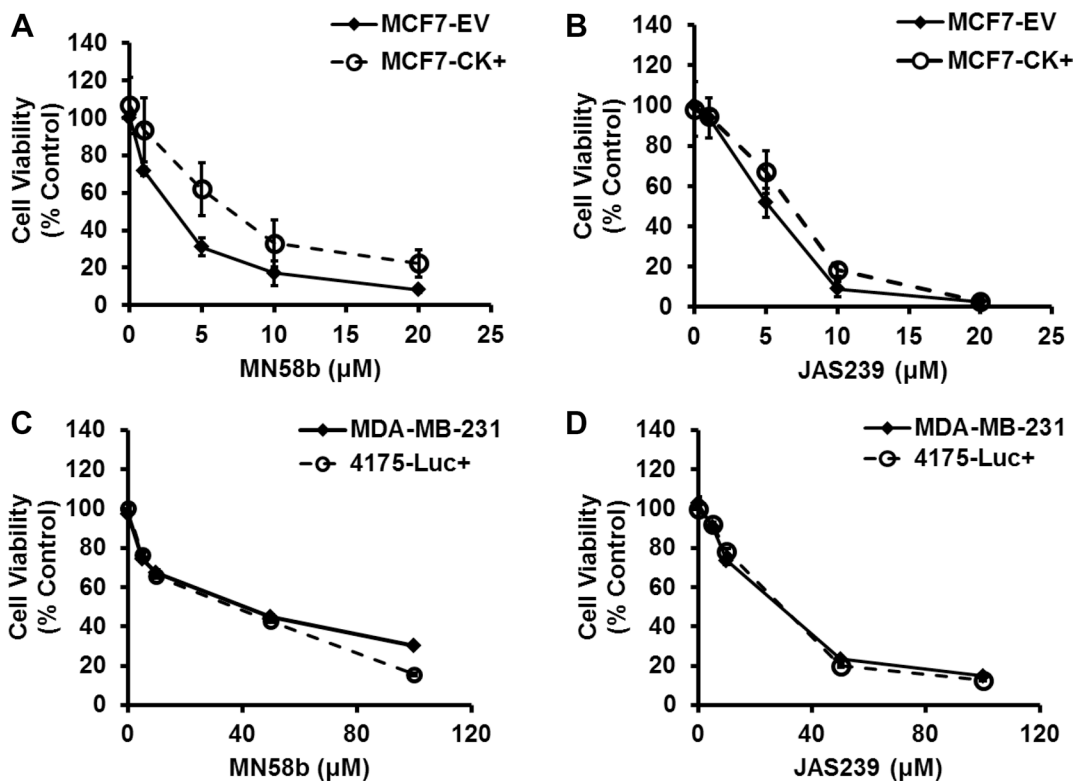 A
MCF7-EV
MCF7-CK+
140
120
100
80
60
40
20
0
Cell Viability
(% Control)
0 5 10 15 20 25
MN58b (µM)
B
MCF7-EV
MCF7-CK+
140
120
100
80
60
40
20
0
Cell Viability
(% Control)
0 5 10 15 20 25
JAS239 (µM)
C
MDA-MB-231
4175-Luc+
140
120
100
80
60
40
20
0
Cell Viability
(% Control)
0 40 80 120
MN58b (µM)
D
MDA-MB-231
4175-Luc+
140
120
100
80
60
40
20
0
Cell Viability
(% Control)
0 40 80 120
JAS239 (µM)